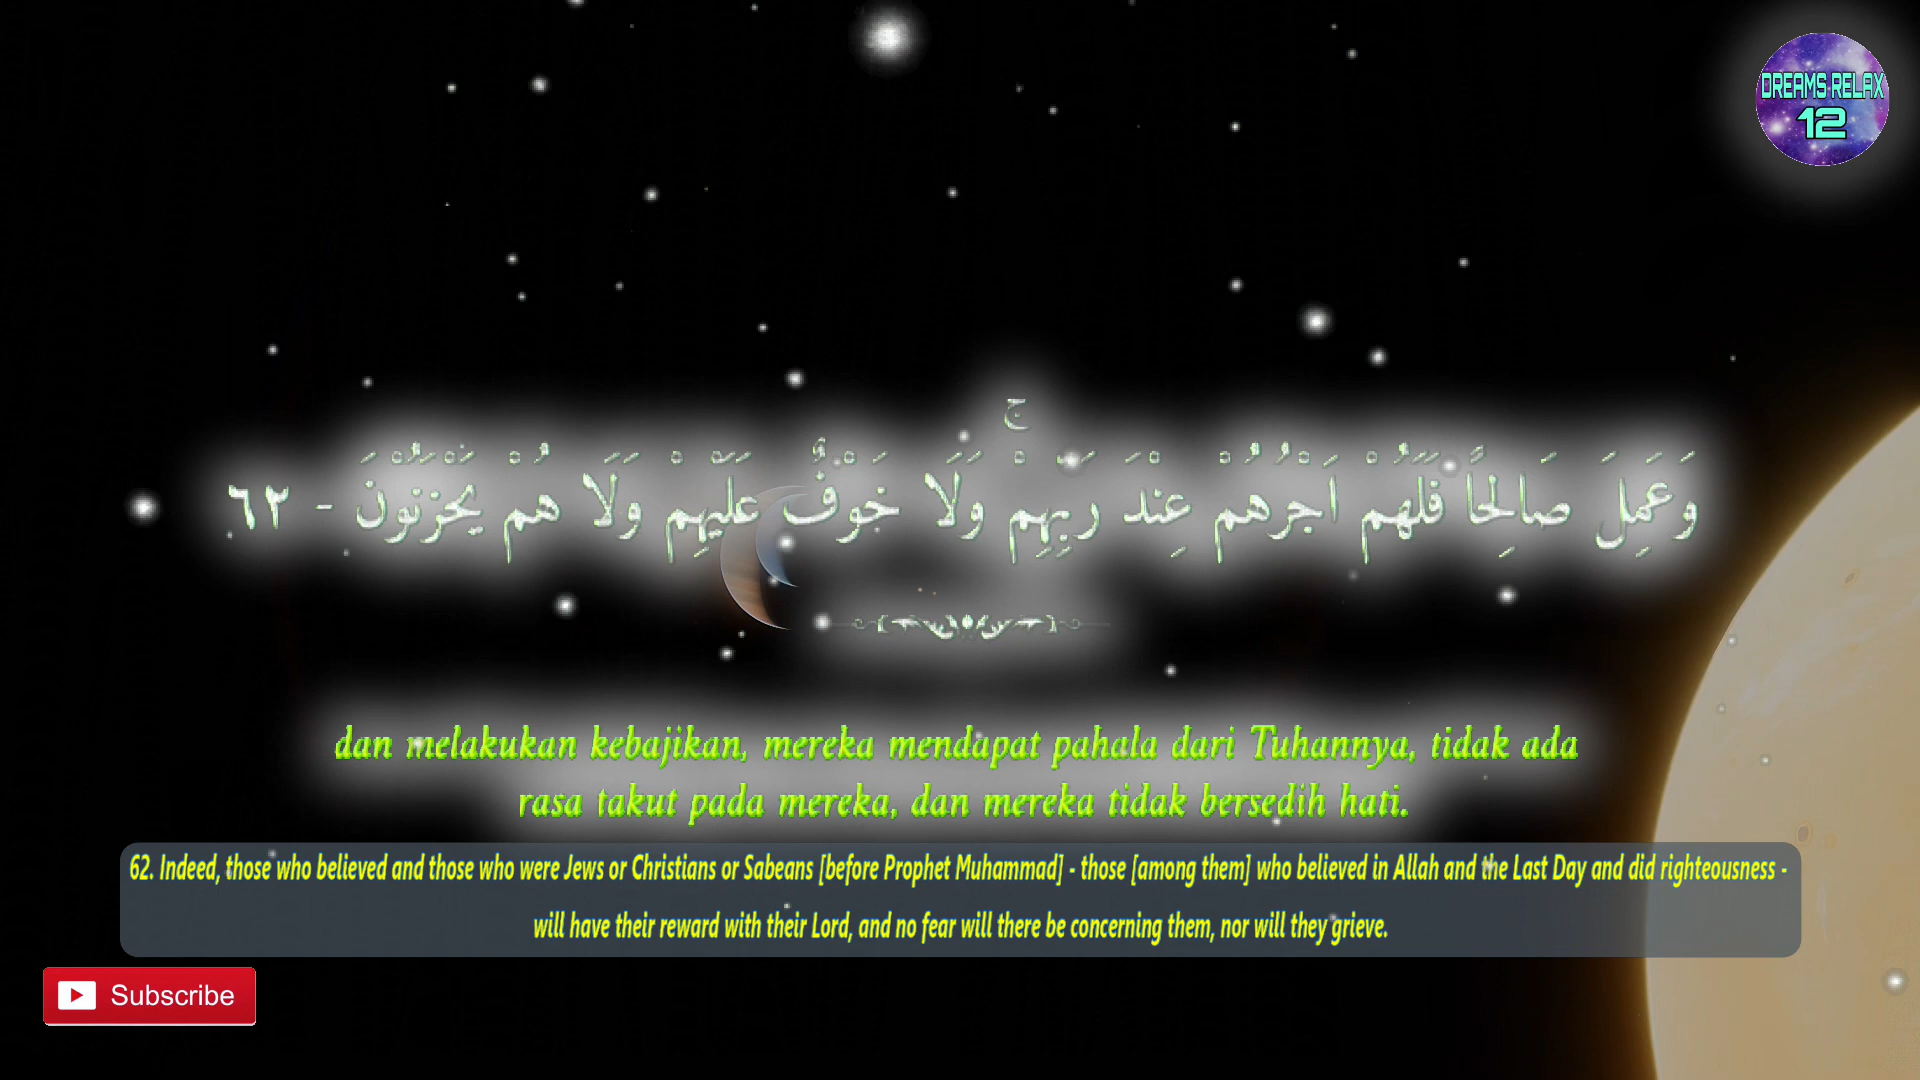 DREAMS RELAX
12
ج
وَعَمِلَ صَالِحًا فَلَهُمْ اَجْرُهُمْ عِنْدَ رَبِّهِمْ وَلَا خَوْفٌ عَلَيْهِمْ وَلَا هُمْ يَحْزَنُوْنَ - ٦٢
dan melakukan kebajikan, mereka mendapat pahala dari Tuhannya, tidak ada
rasa takut pada mereka, dan mereka tidak bersedih hati.
62. Indeed, those who believed and those who were Jews or Christians or Sabeans [before Prophet Muhammad] - those [among them] who believed in Allah and the Last Day and did righteousness -
will have their reward with their Lord, and no fear will there be concerning them, nor will they grieve.
Subscribe